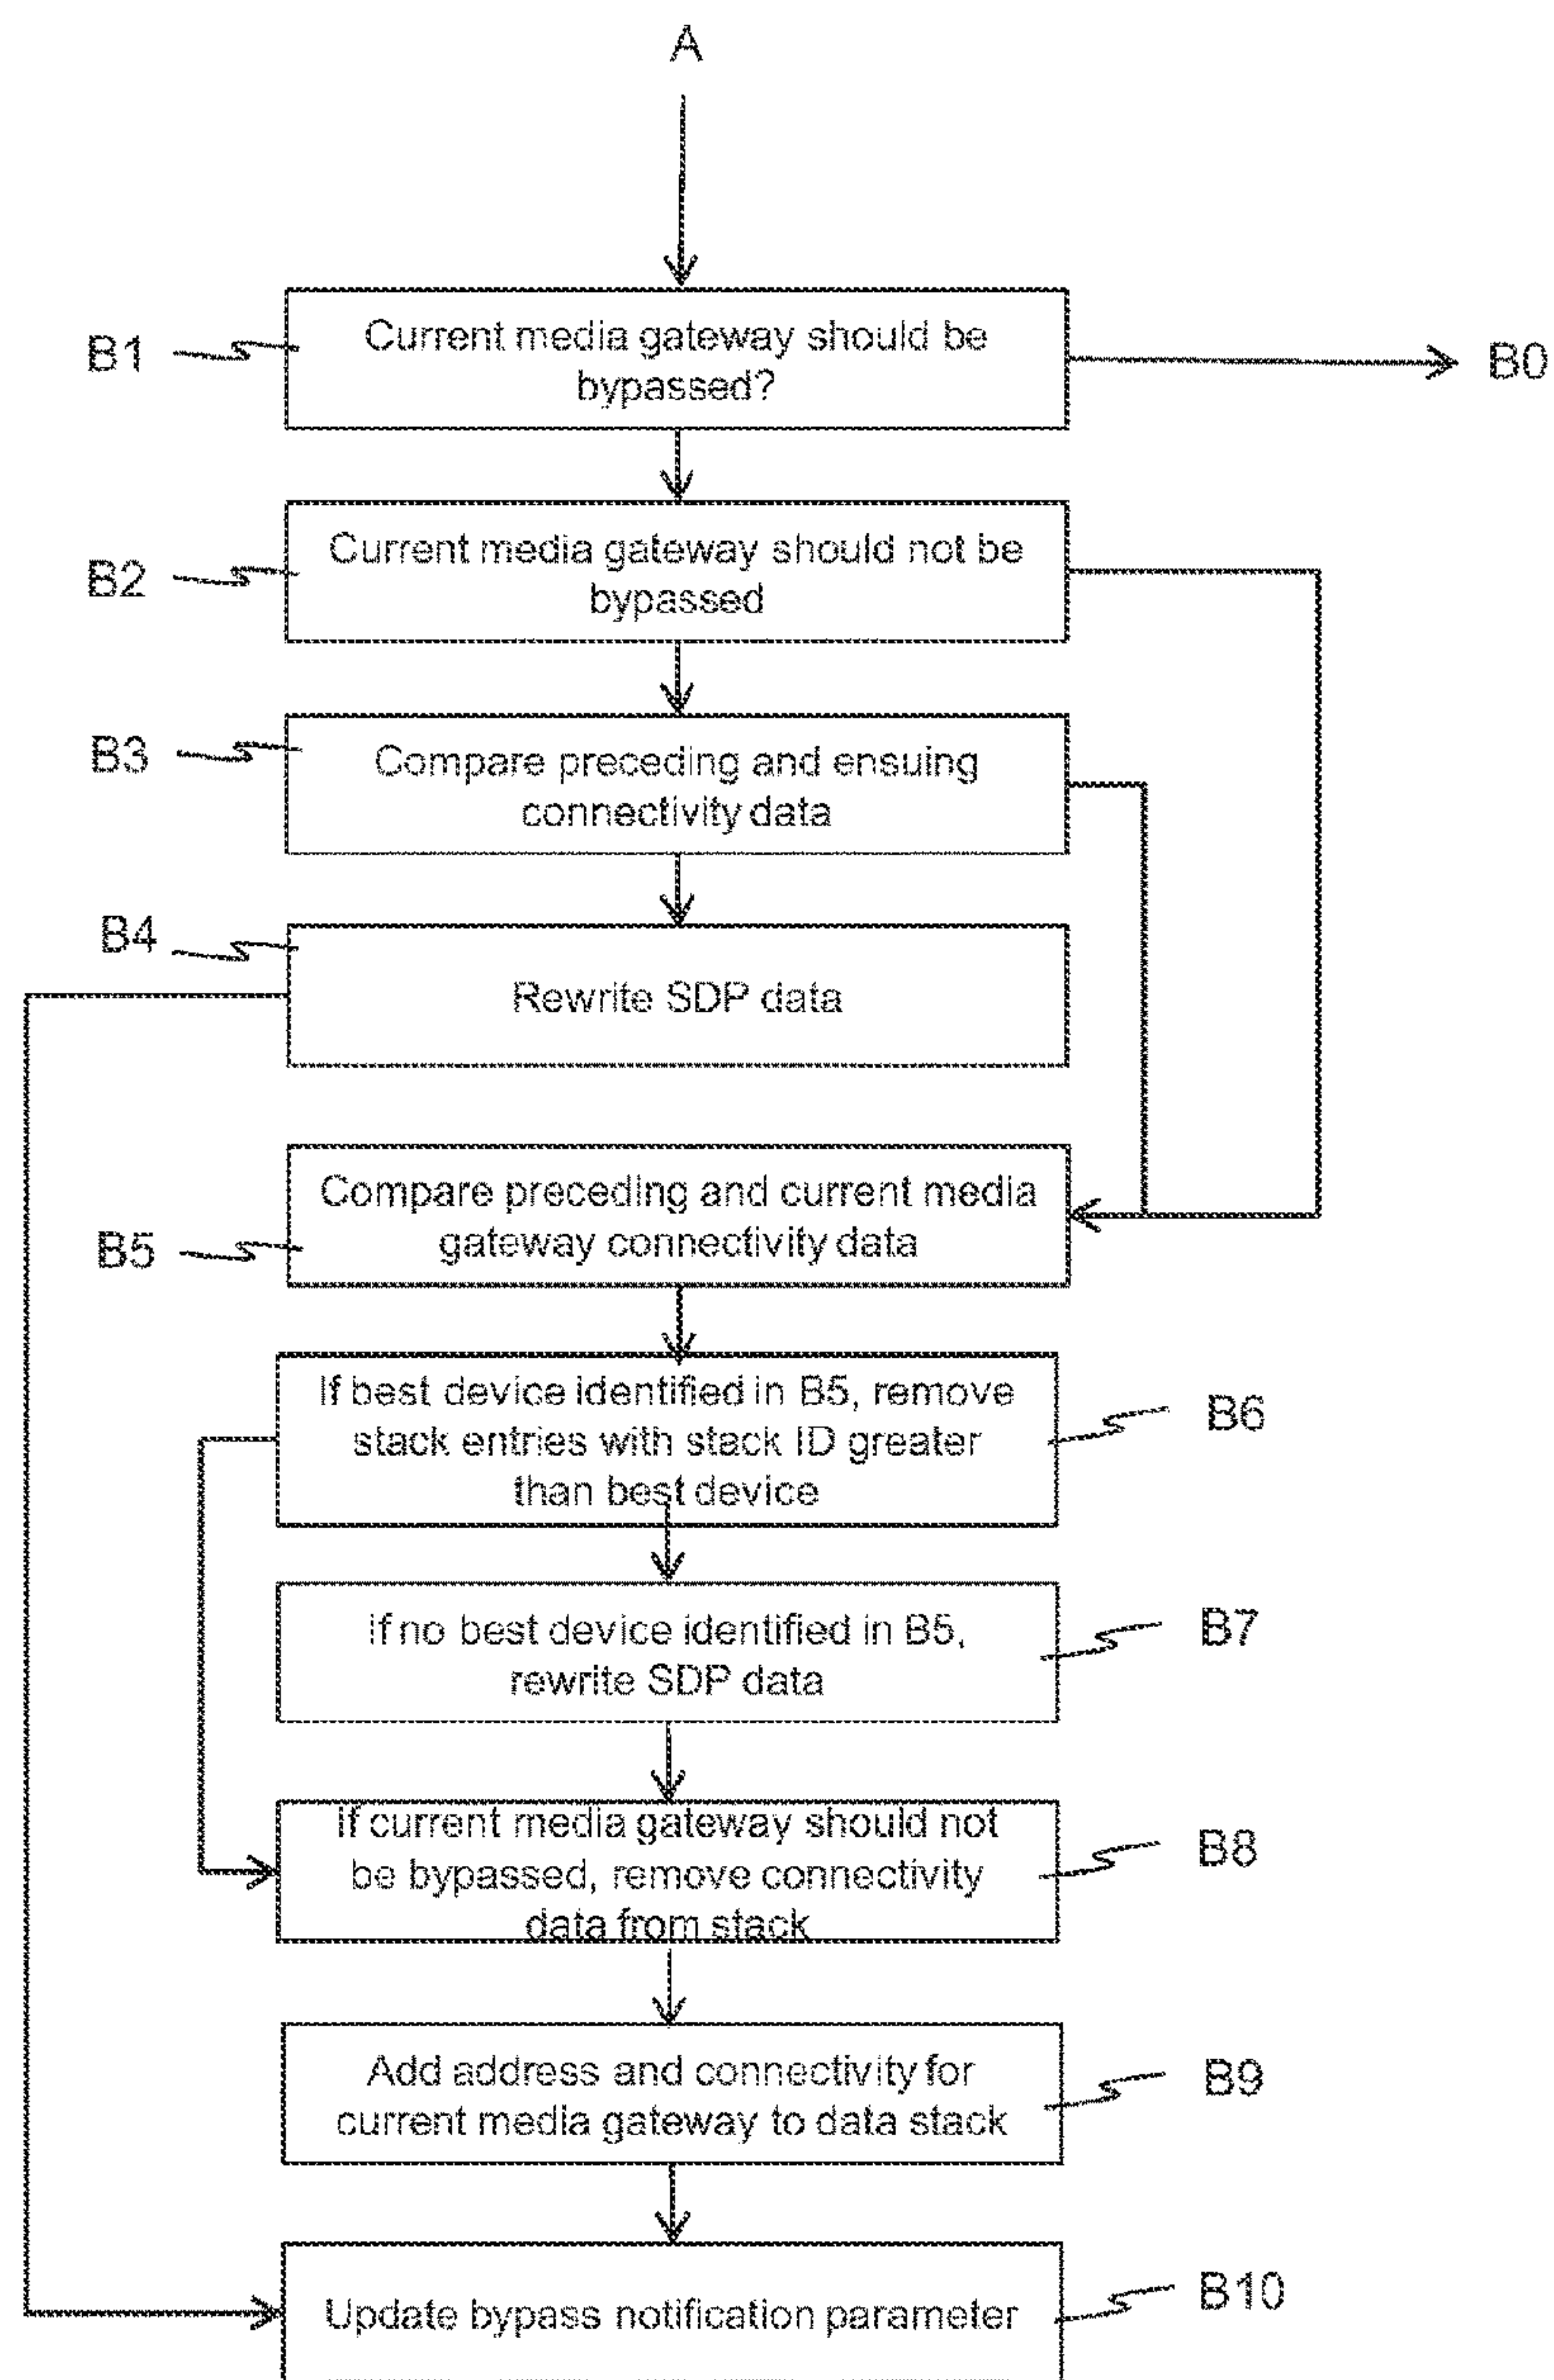 A
B1
Current media gateway should be
bypassed?
B0
B2
Current media gateway should not be
bypassed
B3
Compare preceding and ensuing
connectivity data
B4
Rewrite SDP data
B5
Compare preceding and current media
gateway connectivity data
If best device identified in B5, remove
stack entries with stack ID greater
than best device
B6
If no best device identified in B5,
rewrite SDP data
B7
If current media gateway should not
be bypassed, remove connectivity
data from stack
B8
Add address and connectivity for
current media gateway to data stack
B9
Update bypass notification parameter
B10